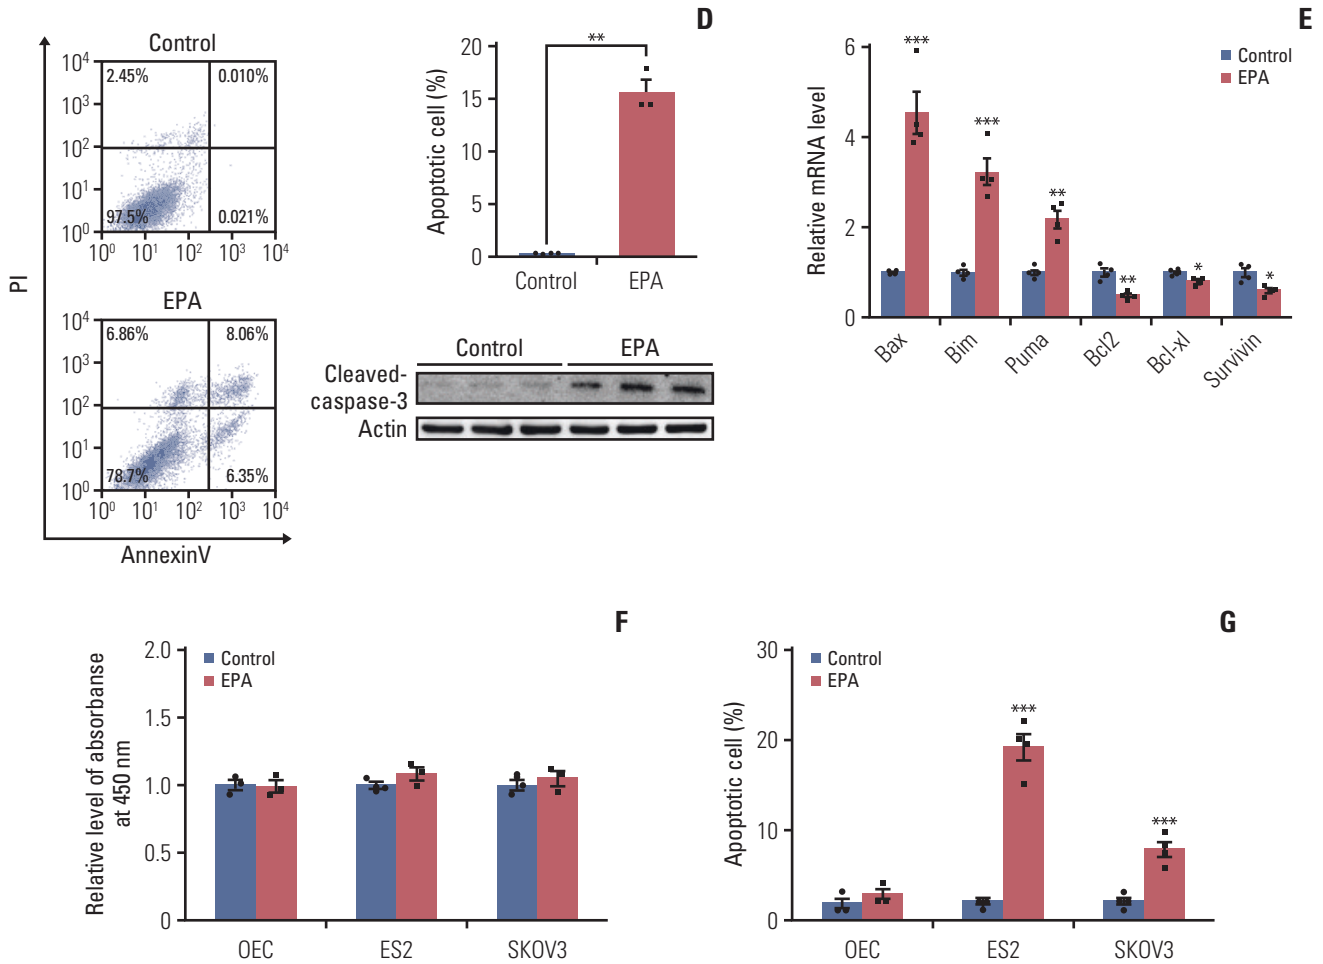 D
Control
10⁴
10³
10²
10¹
10⁰
2.45%
0.010%
97.5%
0.021%
10⁰ 10¹ 10² 10³ 10⁴
PI
EPA
10⁴
10³
10²
10¹
10⁰
6.86%
8.06%
78.7%
6.35%
10⁰ 10¹ 10² 10³ 10⁴
AnnexinV
Apoptotic cell (%)
20
15
10
5
0
**
Control EPA
Control EPA
Cleaved-
caspase-3
Actin
E
Relative mRNA level
6
4
2
0
Control
EPA
***
***
**
**
*
*
Bax Bim Puma Bcl2 Bcl-xl Survivin
F
Relative level of absorbanse
at 450 nm
2.0
1.5
1.0
0.5
0
Control
EPA
OEC ES2 SKOV3
G
Apoptotic cell (%)
30
20
10
0
Control
EPA
***
***
OEC ES2 SKOV3